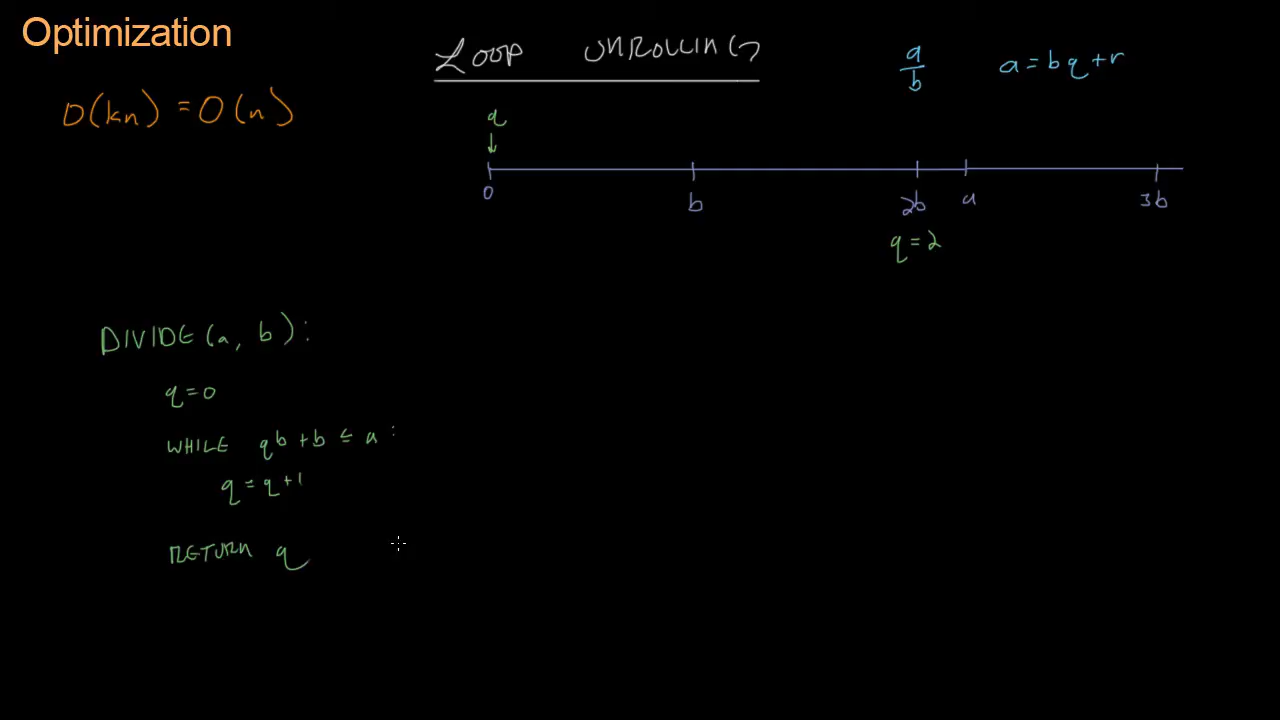 Optimization
LOOP UNROLLING
a/b a = bq + r
O(kn) = O(n)
q
0 b 2b a 3b
q = 2
DIVIDE(a, b):
q = 0
WHILE qb + b ≤ a:
q = q + 1
RETURN q